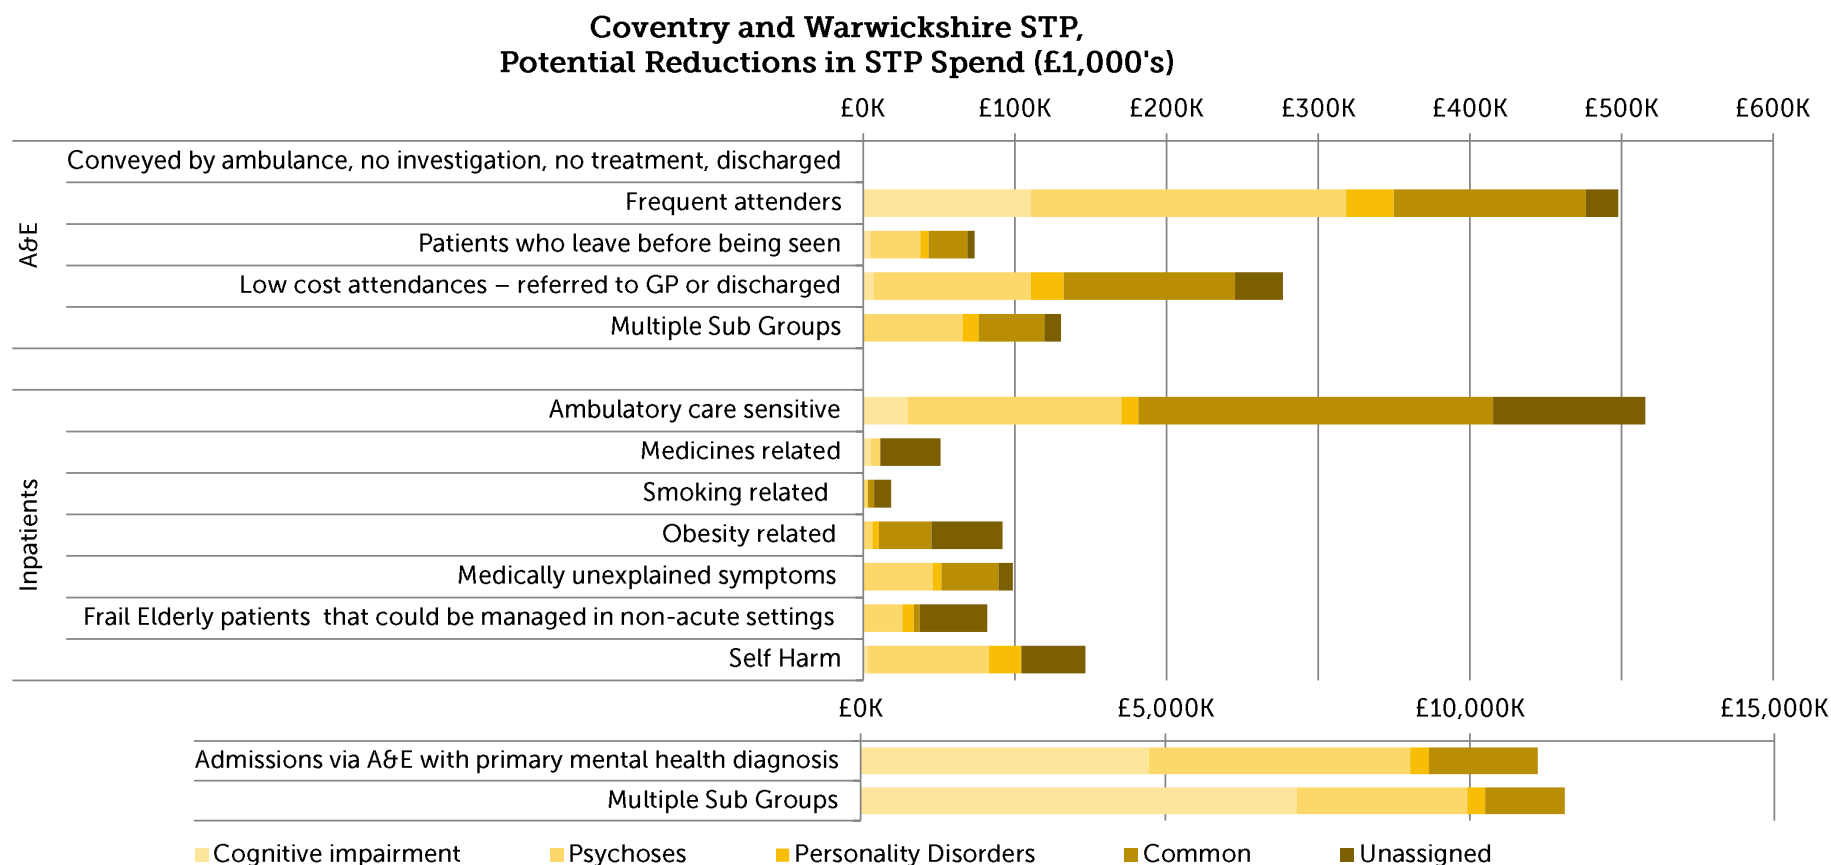 Coventry and Warwickshire STP,
Potential Reductions in STP Spend (£1,000's)
£0K £100K £200K £300K £400K £500K £600K
A&E
Conveyed by ambulance, no investigation, no treatment, discharged
Frequent attenders
Patients who leave before being seen
Low cost attendances – referred to GP or discharged
Multiple Sub Groups
Inpatients
Ambulatory care sensitive
Medicines related
Smoking related
Obesity related
Medically unexplained symptoms
Frail Elderly patients that could be managed in non-acute settings
Self Harm
£0K £5,000K £10,000K £15,000K
Admissions via A&E with primary mental health diagnosis
Multiple Sub Groups
Cognitive impairment Psychoses Personality Disorders Common Unassigned